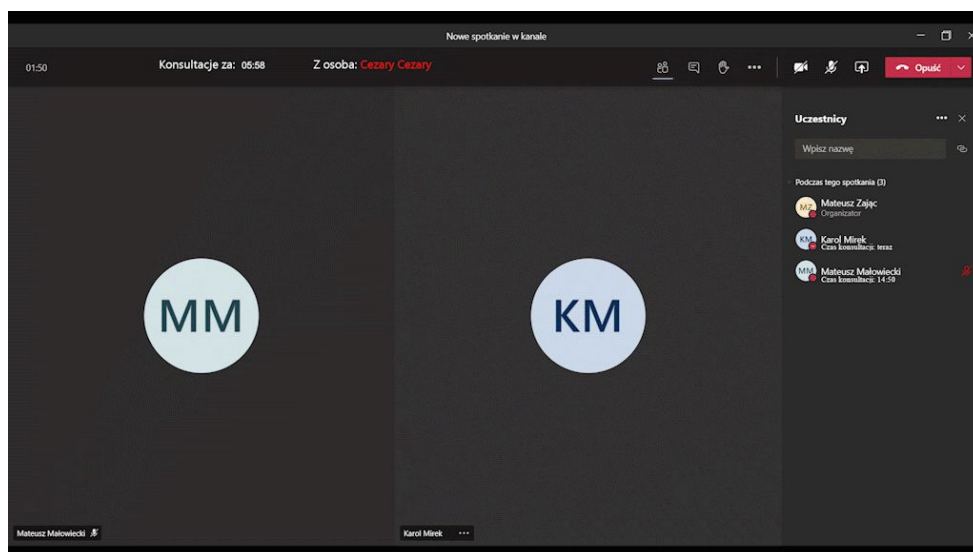 Nowe spotkanie w kanale
01:50
Konsultacje za: 05:58
Z osoba: Cezary Cezary
Opuść
Uczestnicy
Wpisz nazwę
Podczas tego spotkania (3)
MZ
Mateusz Zając
Organizator
KM
Karol Mirek
Czas konsultacji: teraz
MM
Mateusz Małowiecki
Czas konsultacji: 14:50
MM
KM
Mateusz Małowiecki
Karol Mirek